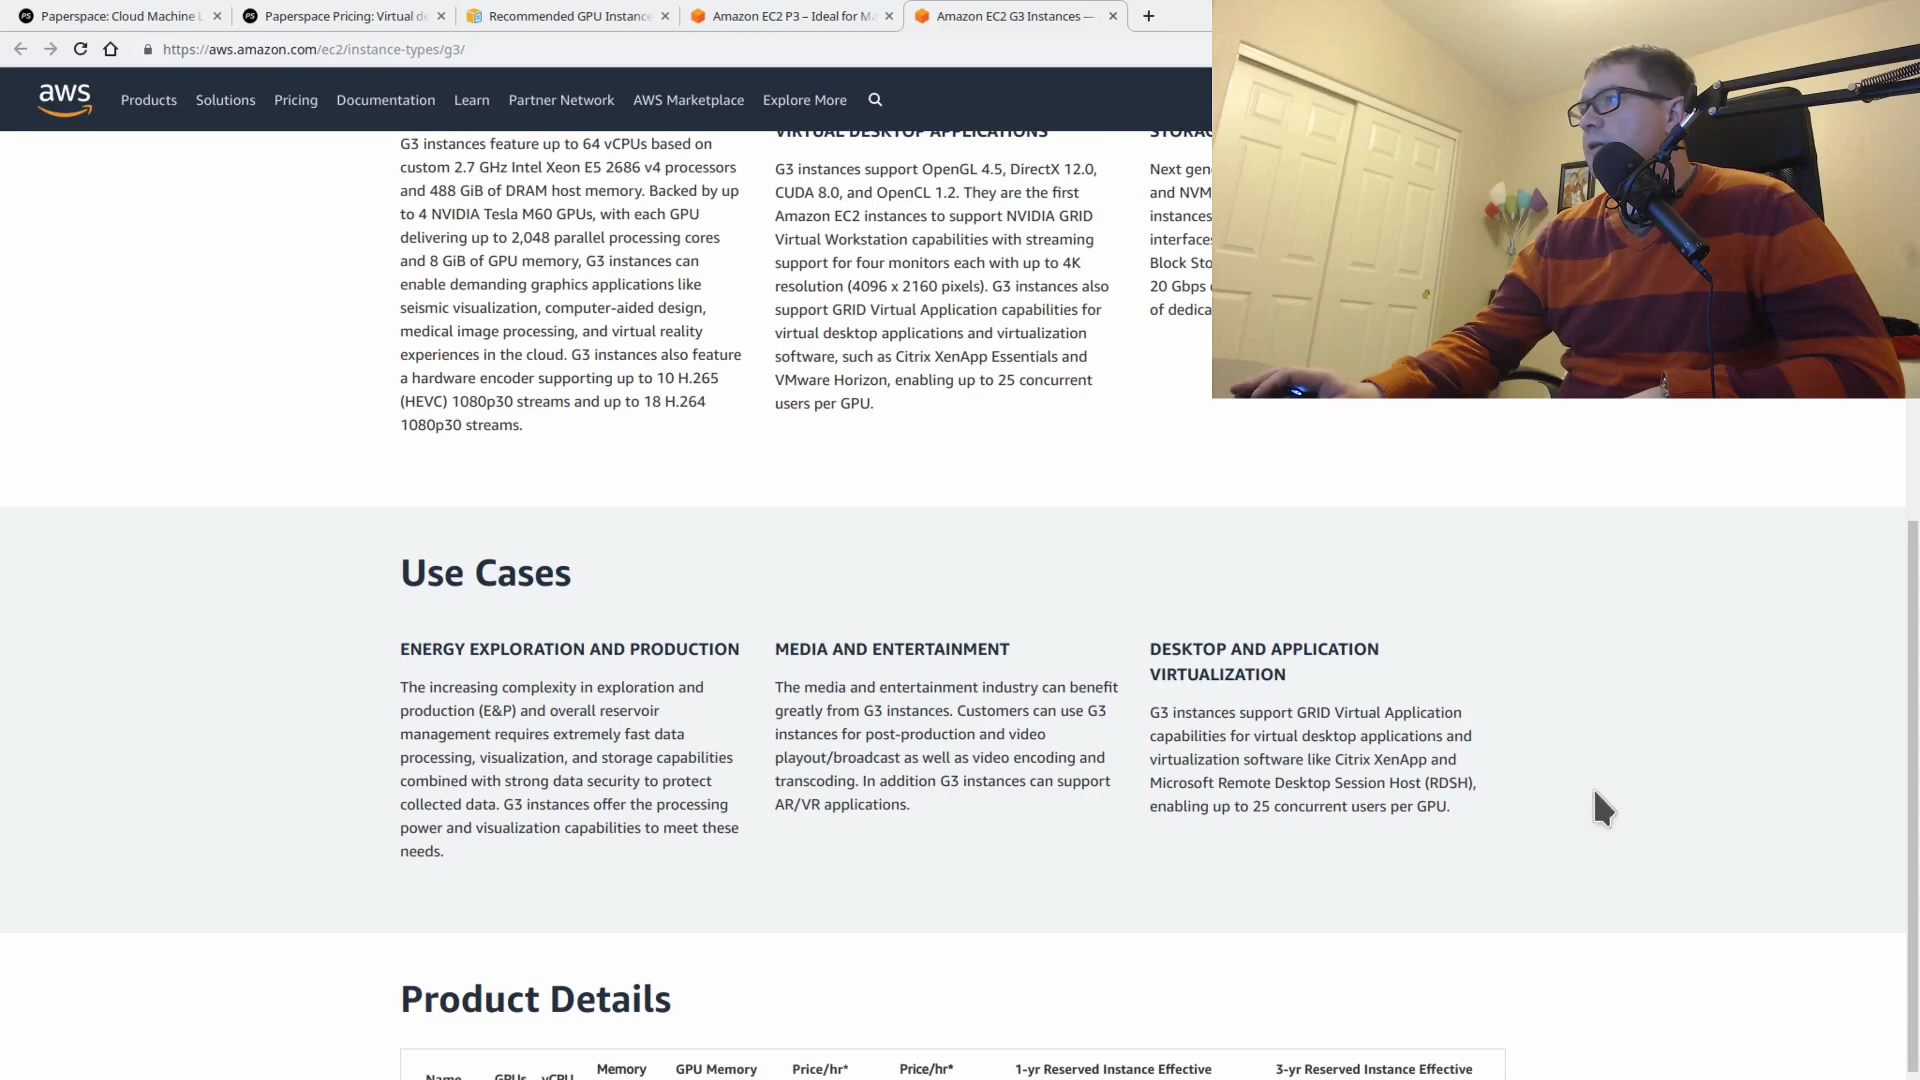 Paperspace: Cloud Machine L
Paperspace Pricing: Virtual de
Recommended GPU Instance
Amazon EC2 P3 – Ideal for Ma
Amazon EC2 G3 Instances —
https://aws.amazon.com/ec2/instance-types/g3/
aws
Products
Solutions
Pricing
Documentation
Learn
Partner Network
AWS Marketplace
Explore More
G3 instances feature up to 64 vCPUs based on
custom 2.7 GHz Intel Xeon E5 2686 v4 processors
and 488 GiB of DRAM host memory. Backed by up
to 4 NVIDIA Tesla M60 GPUs, with each GPU
delivering up to 2,048 parallel processing cores
and 8 GiB of GPU memory, G3 instances can
enable demanding graphics applications like
seismic visualization, computer-aided design,
medical image processing, and virtual reality
experiences in the cloud. G3 instances also feature
a hardware encoder supporting up to 10 H.265
(HEVC) 1080p30 streams and up to 18 H.264
1080p30 streams.
VIRTUAL DESKTOP APPLICATIONS
G3 instances support OpenGL 4.5, DirectX 12.0,
CUDA 8.0, and OpenCL 1.2. They are the first
Amazon EC2 instances to support NVIDIA GRID
Virtual Workstation capabilities with streaming
support for four monitors each with up to 4K
resolution (4096 x 2160 pixels). G3 instances also
support GRID Virtual Application capabilities for
virtual desktop applications and virtualization
software, such as Citrix XenApp Essentials and
VMware Horizon, enabling up to 25 concurrent
users per GPU.
STORA
Next gen
and NVM
instances
interfaces
Block Sto
20 Gbps
of dedica
Use Cases
ENERGY EXPLORATION AND PRODUCTION
The increasing complexity in exploration and
production (E&P) and overall reservoir
management requires extremely fast data
processing, visualization, and storage capabilities
combined with strong data security to protect
collected data. G3 instances offer the processing
power and visualization capabilities to meet these
needs.
MEDIA AND ENTERTAINMENT
The media and entertainment industry can benefit
greatly from G3 instances. Customers can use G3
instances for post-production and video
playout/broadcast as well as video encoding and
transcoding. In addition G3 instances can support
AR/VR applications.
DESKTOP AND APPLICATION
VIRTUALIZATION
G3 instances support GRID Virtual Application
capabilities for virtual desktop applications and
virtualization software like Citrix XenApp and
Microsoft Remote Desktop Session Host (RDSH),
enabling up to 25 concurrent users per GPU.
Product Details
Name
GPUs
vCPU
Memory
GPU Memory
Price/hr*
Price/hr*
1-yr Reserved Instance Effective
3-yr Reserved Instance Effective